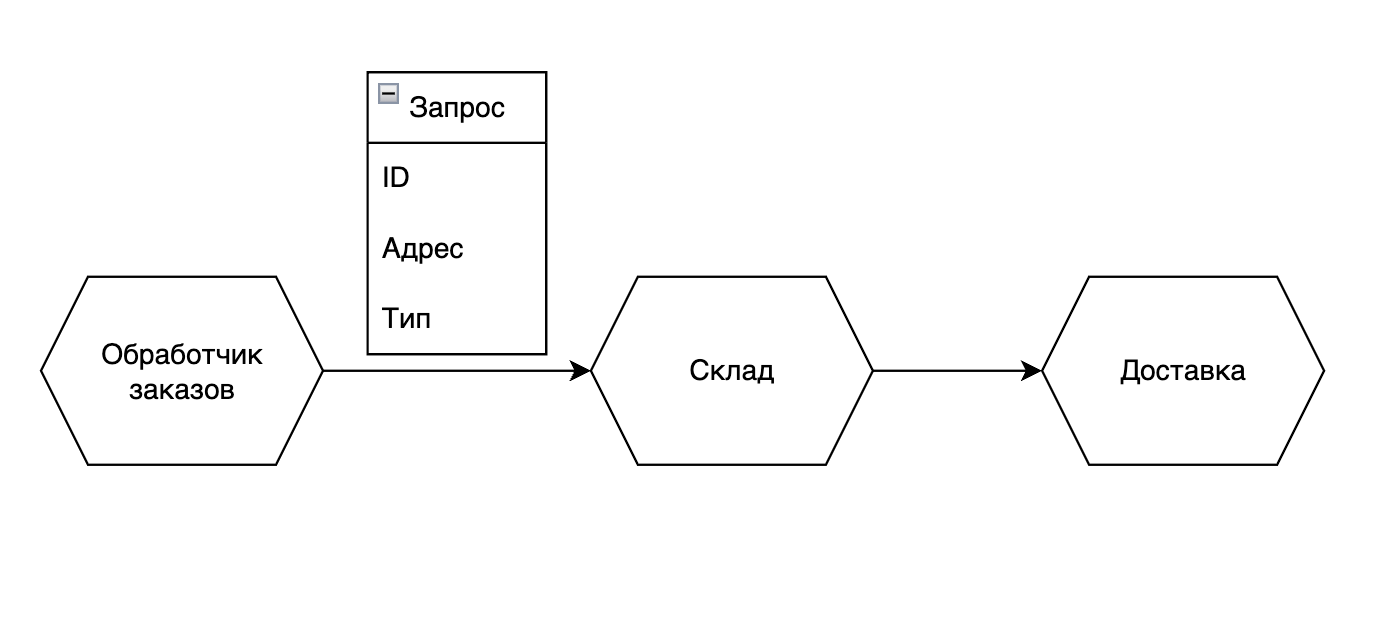 Запрос
ID
Адрес
Тип
Обработчик
заказов
Склад
Доставка